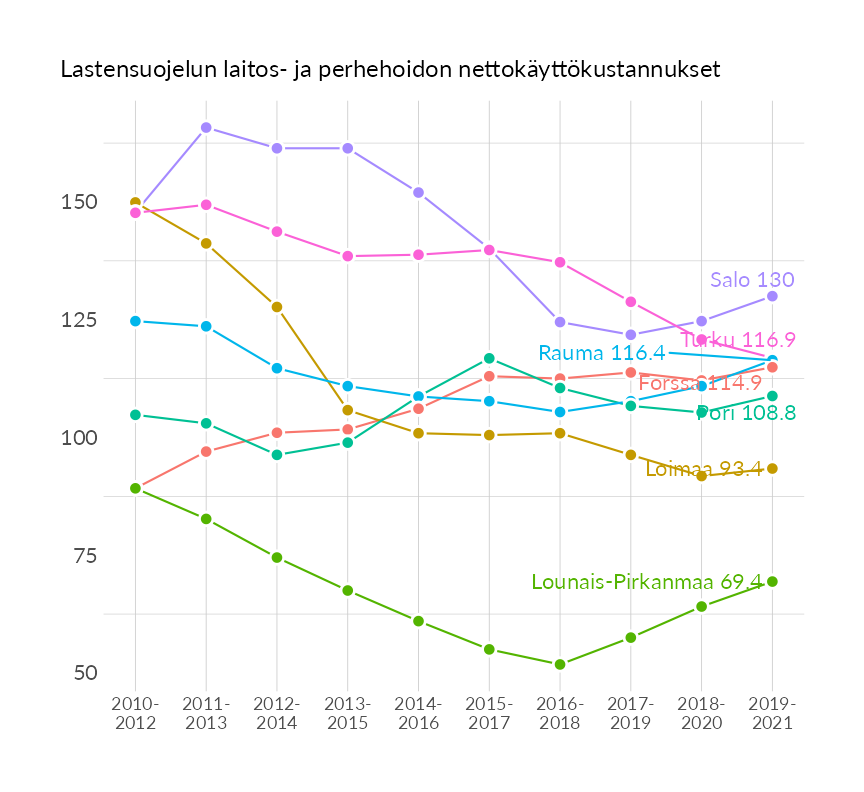 Lastensuojelun laitos- ja perhehoidon nettokäyttökustannukset
150
125
100
75
50
Salo 130
Turku 116.9
Rauma 116.4
Forssa 114.9
Pori 108.8
Loimaa 93.4
Lounais-Pirkanmaa 69.4
2010- 2011- 2012- 2013- 2014- 2015- 2016- 2017- 2018- 2019-
2012 2013 2014 2015 2016 2017 2018 2019 2020 2021